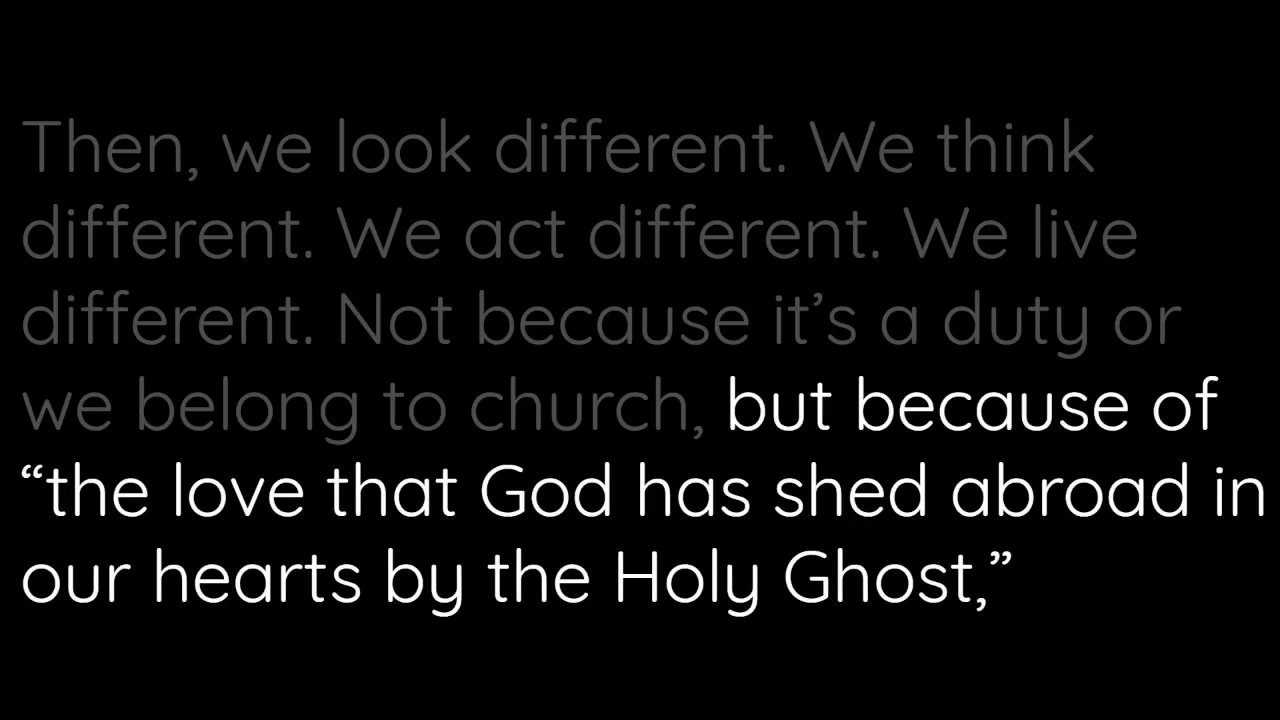 Then, we look different. We think
different. We act different. We live
different. Not because it’s a duty or
we belong to church, but because of
“the love that God has shed abroad in
our hearts by the Holy Ghost,”